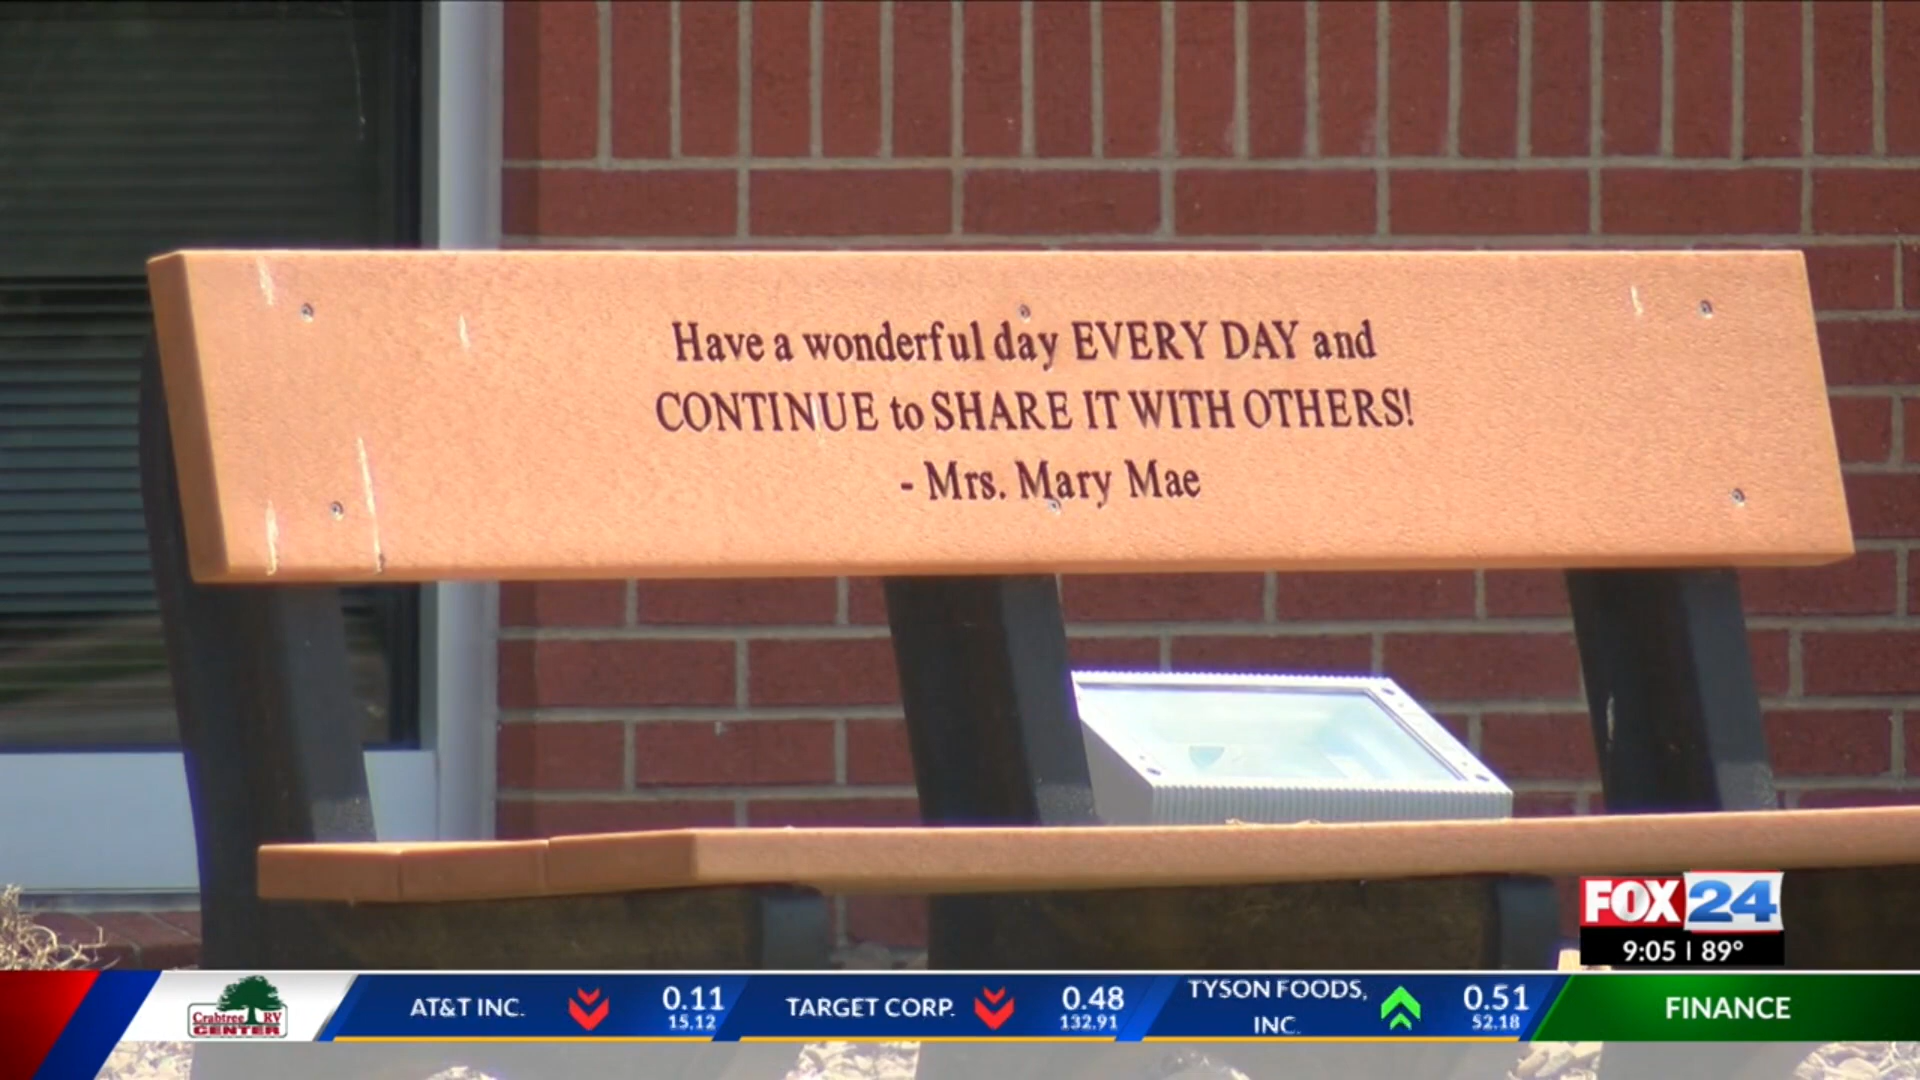 Have a wonderful day EVERY DAY and
CONTINUE to SHARE IT WITH OTHERS!
- Mrs. Mary Mae
FOX 24
9:05 | 89°
Crabtree RV
CENTER
AT&T INC.
0.11
15.12
TARGET CORP.
0.48
132.91
TYSON FOODS,
INC.
0.51
52.18
FINANCE